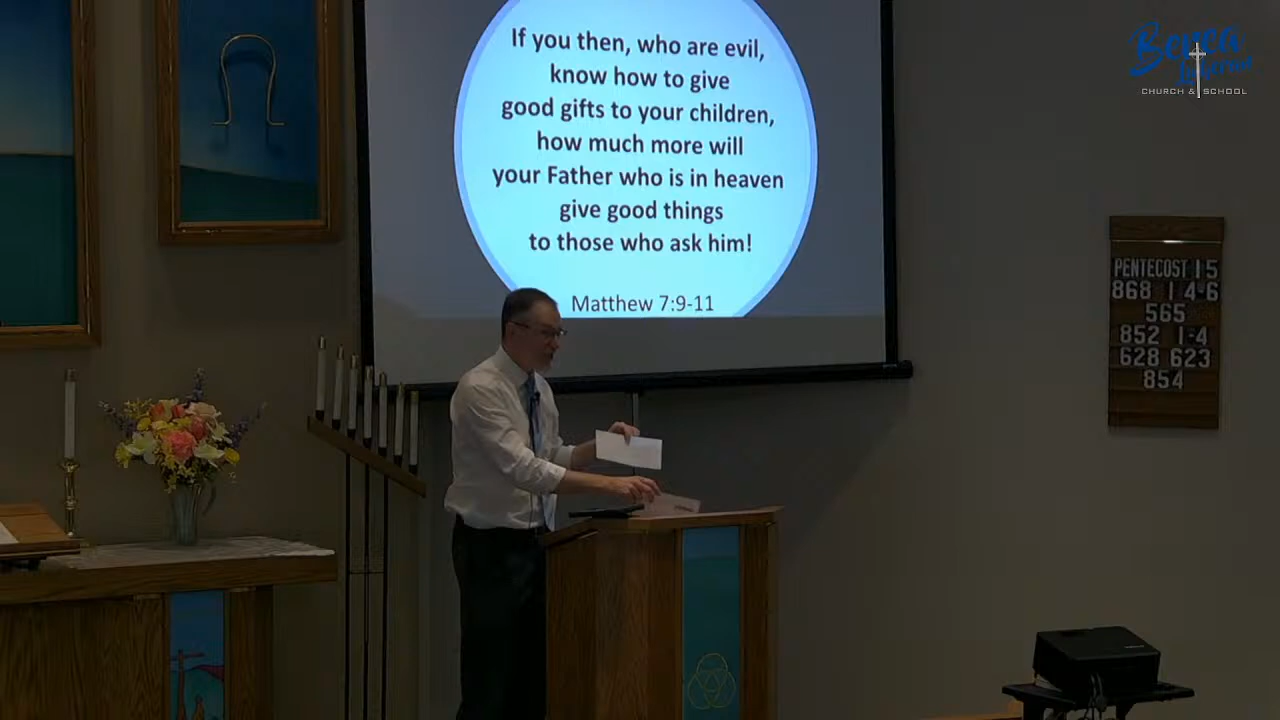 If you then, who are evil,
know how to give
good gifts to your children,
how much more will
your Father who is in heaven
give good things
to those who ask him!
Matthew 7:9-11
Berea
Lutheran
CHURCH & SCHOOL
PENTECOST 15
868 1 4-6
565
852 1-4
628 623
854